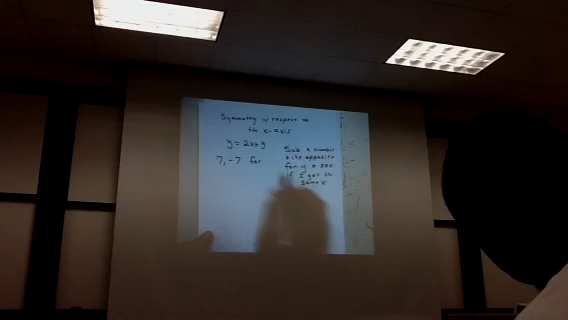 Symmetry w/ respect to
the x-axis
y = 2x+9
7, -7 for
Sub a number
& its opposite
for y & see
if I get the
same x